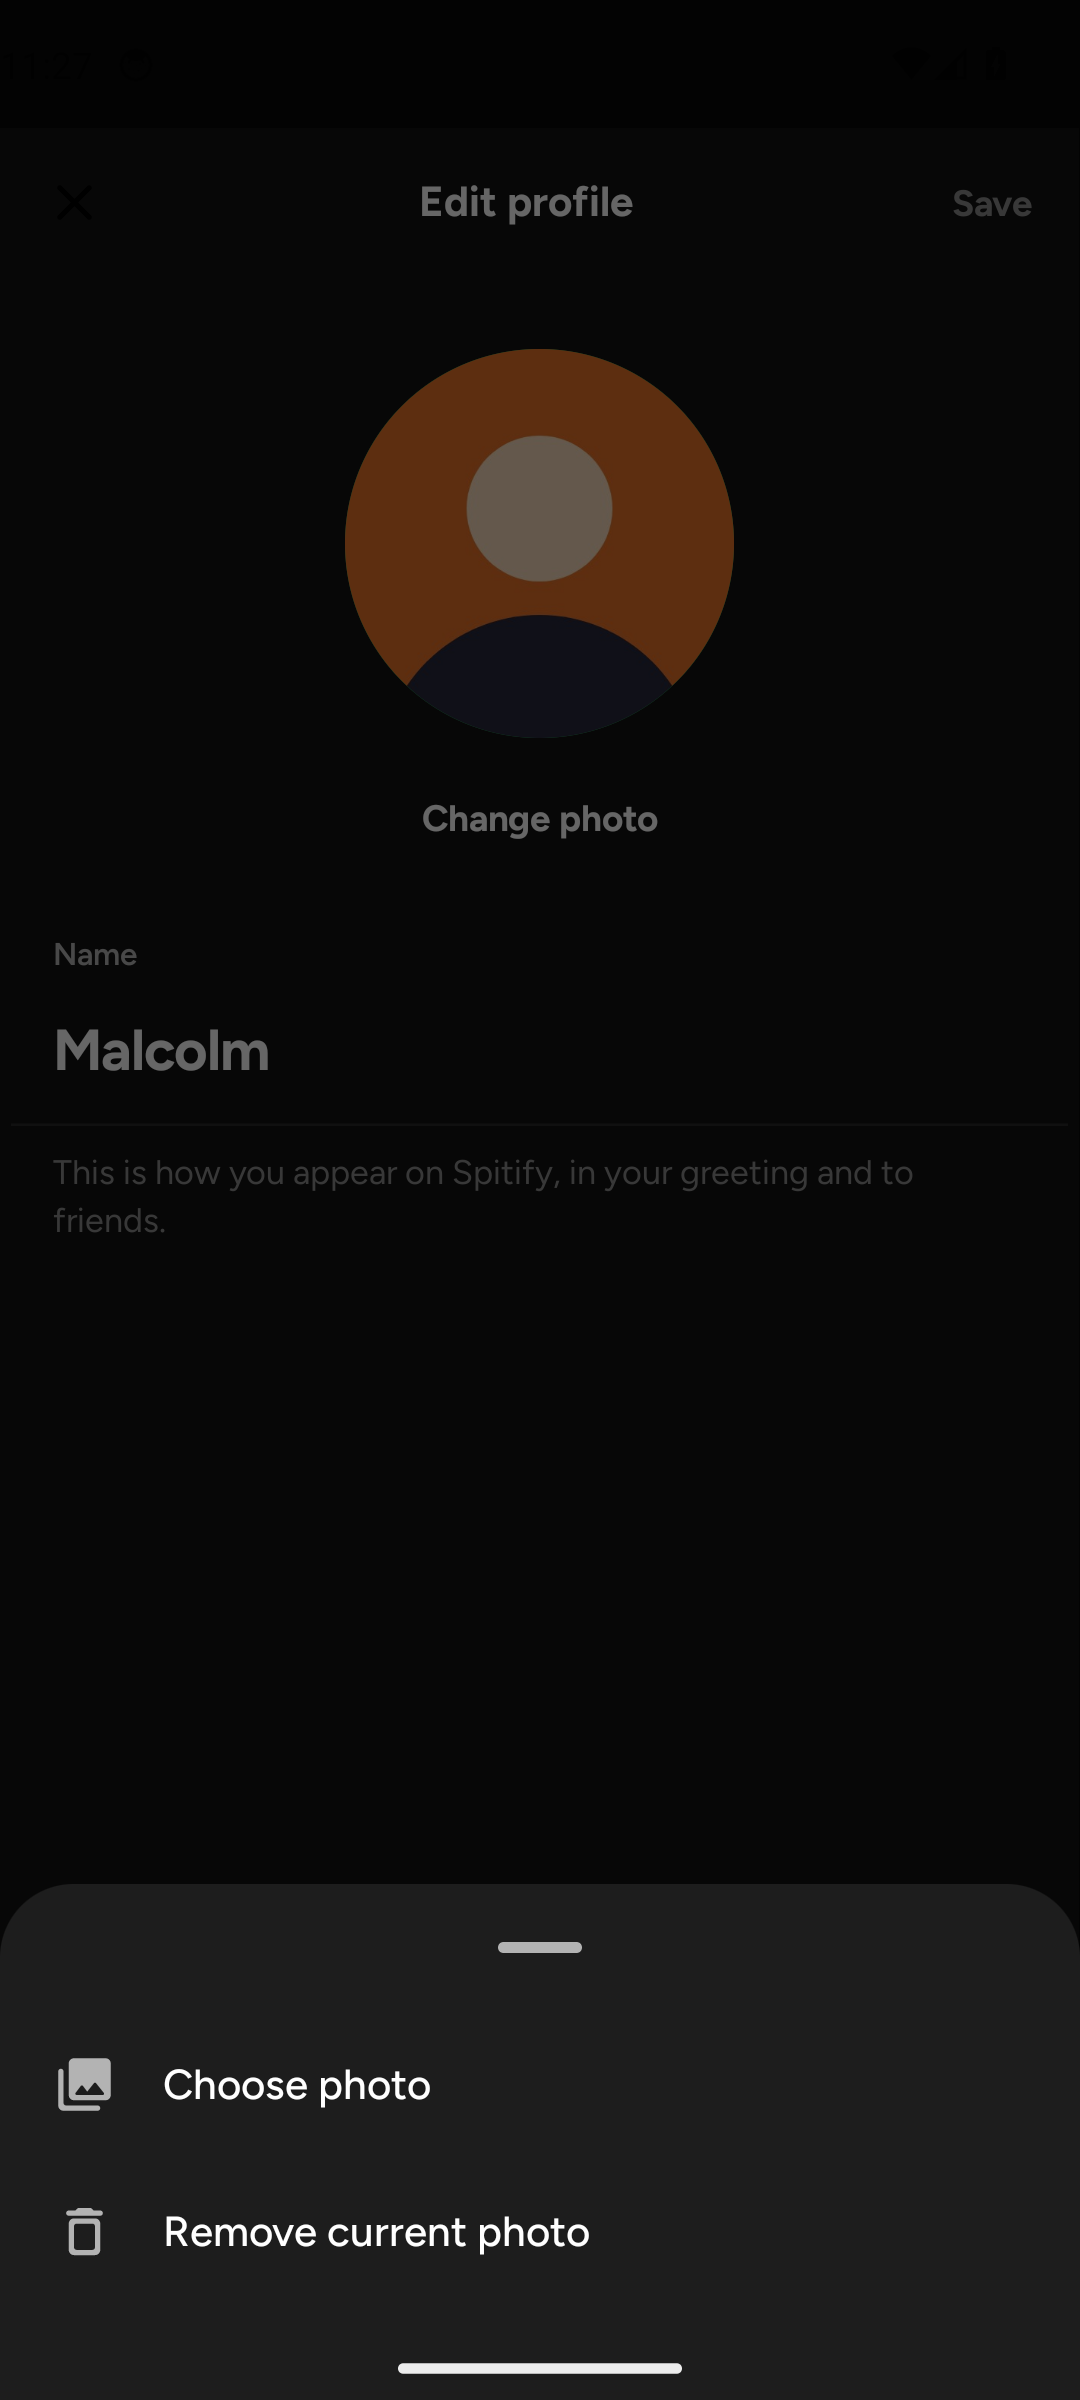 Edit profile
Save
Change photo
Name
Malcolm
This is how you appear on Spitify, in your greeting and to
friends.
Choose photo
Remove current photo